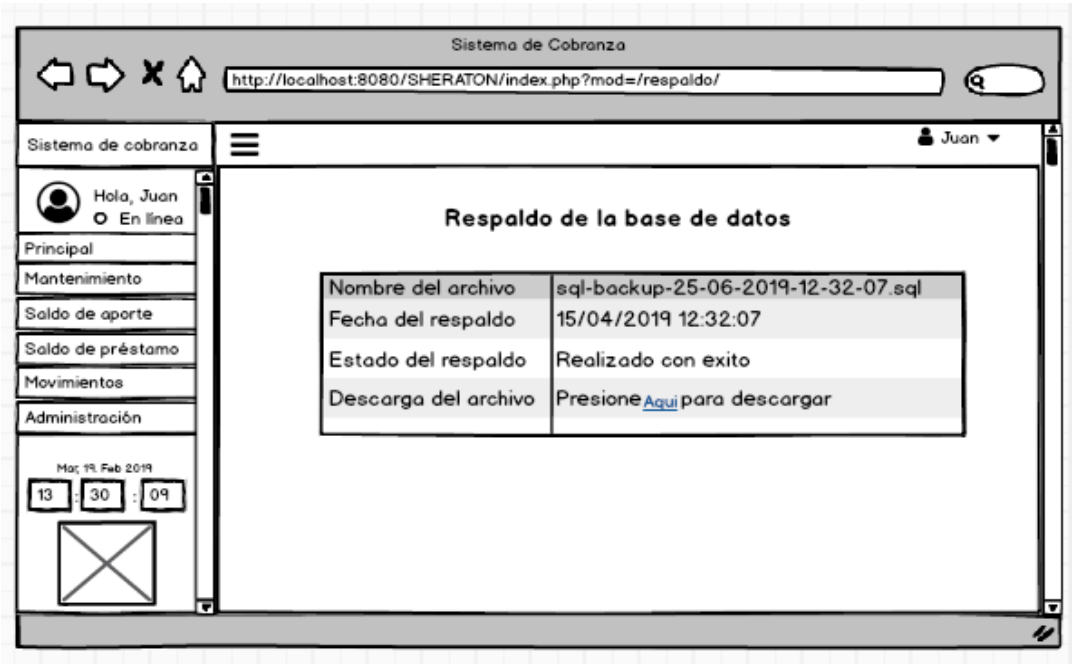 Sistema de Cobranza
http://localhost:8080/SHERATON/index.php?mod=/respaldo/
Sistema de cobranza
Juan
Hola, Juan
En línea
Principal
Mantenimiento
Saldo de aporte
Saldo de préstamo
Movimientos
Administración
Mar, 19. Feb 2019
13 : 30 : 09
Respaldo de la base de datos
Nombre del archivo sql-backup-25-06-2019-12-32-07.sql
Fecha del respaldo 15/04/2019 12:32:07
Estado del respaldo Realizado con exito
Descarga del archivo Presione Aqui para descargar